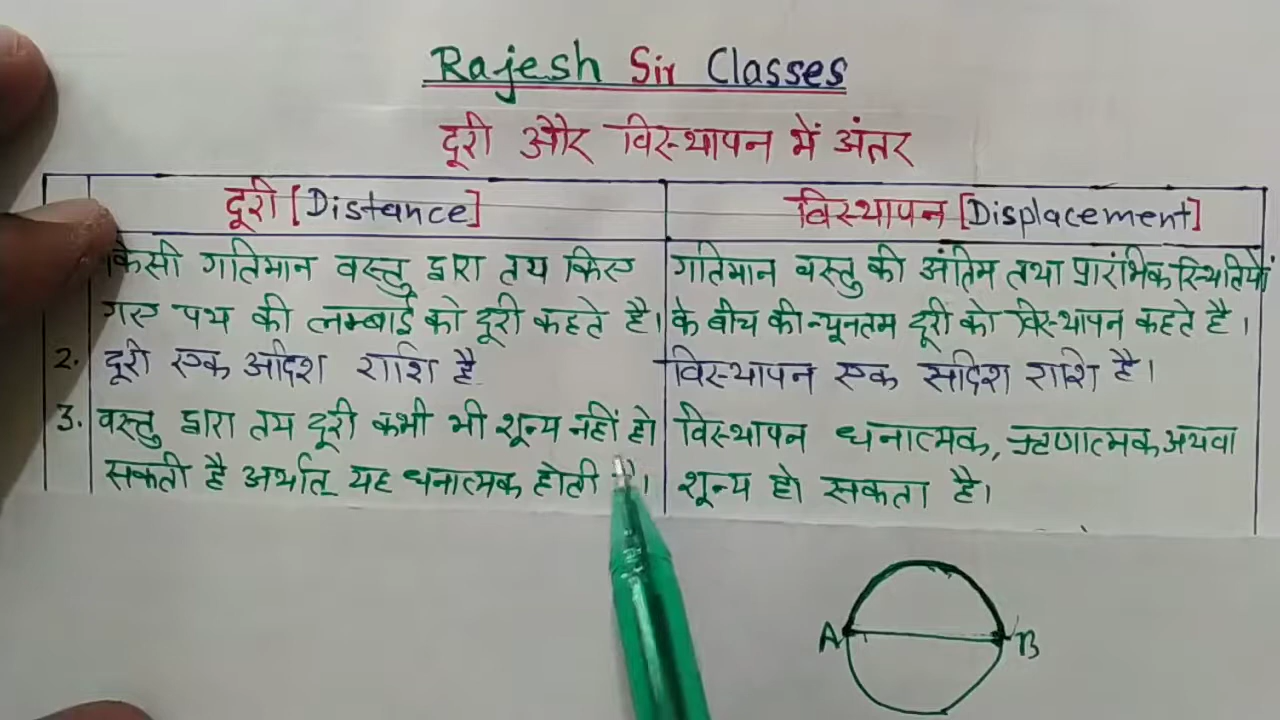 Rajesh Sir Classes
दूरी और विस्थापन में अंतर
दूरी [Distance]
विस्थापन [Displacement]
किसी गतिमान वस्तु द्वारा तय किए
गए पथ की लम्बाई को दूरी कहते है।
गतिमान वस्तु की अंतिम तथा प्रारंभिक स्थितियों
के बीच की न्यूनतम दूरी को विस्थापन कहते है।
2. दूरी एक अदिश राशि है
विस्थापन एक सदिश राशि है।
3. वस्तु द्वारा तय दूरी कभी भी शून्य नहीं हो
सकती है अर्थात् यह धनात्मक होती है।
विस्थापन धनात्मक, ऋणात्मक अथवा
शून्य हो सकता है।
A B